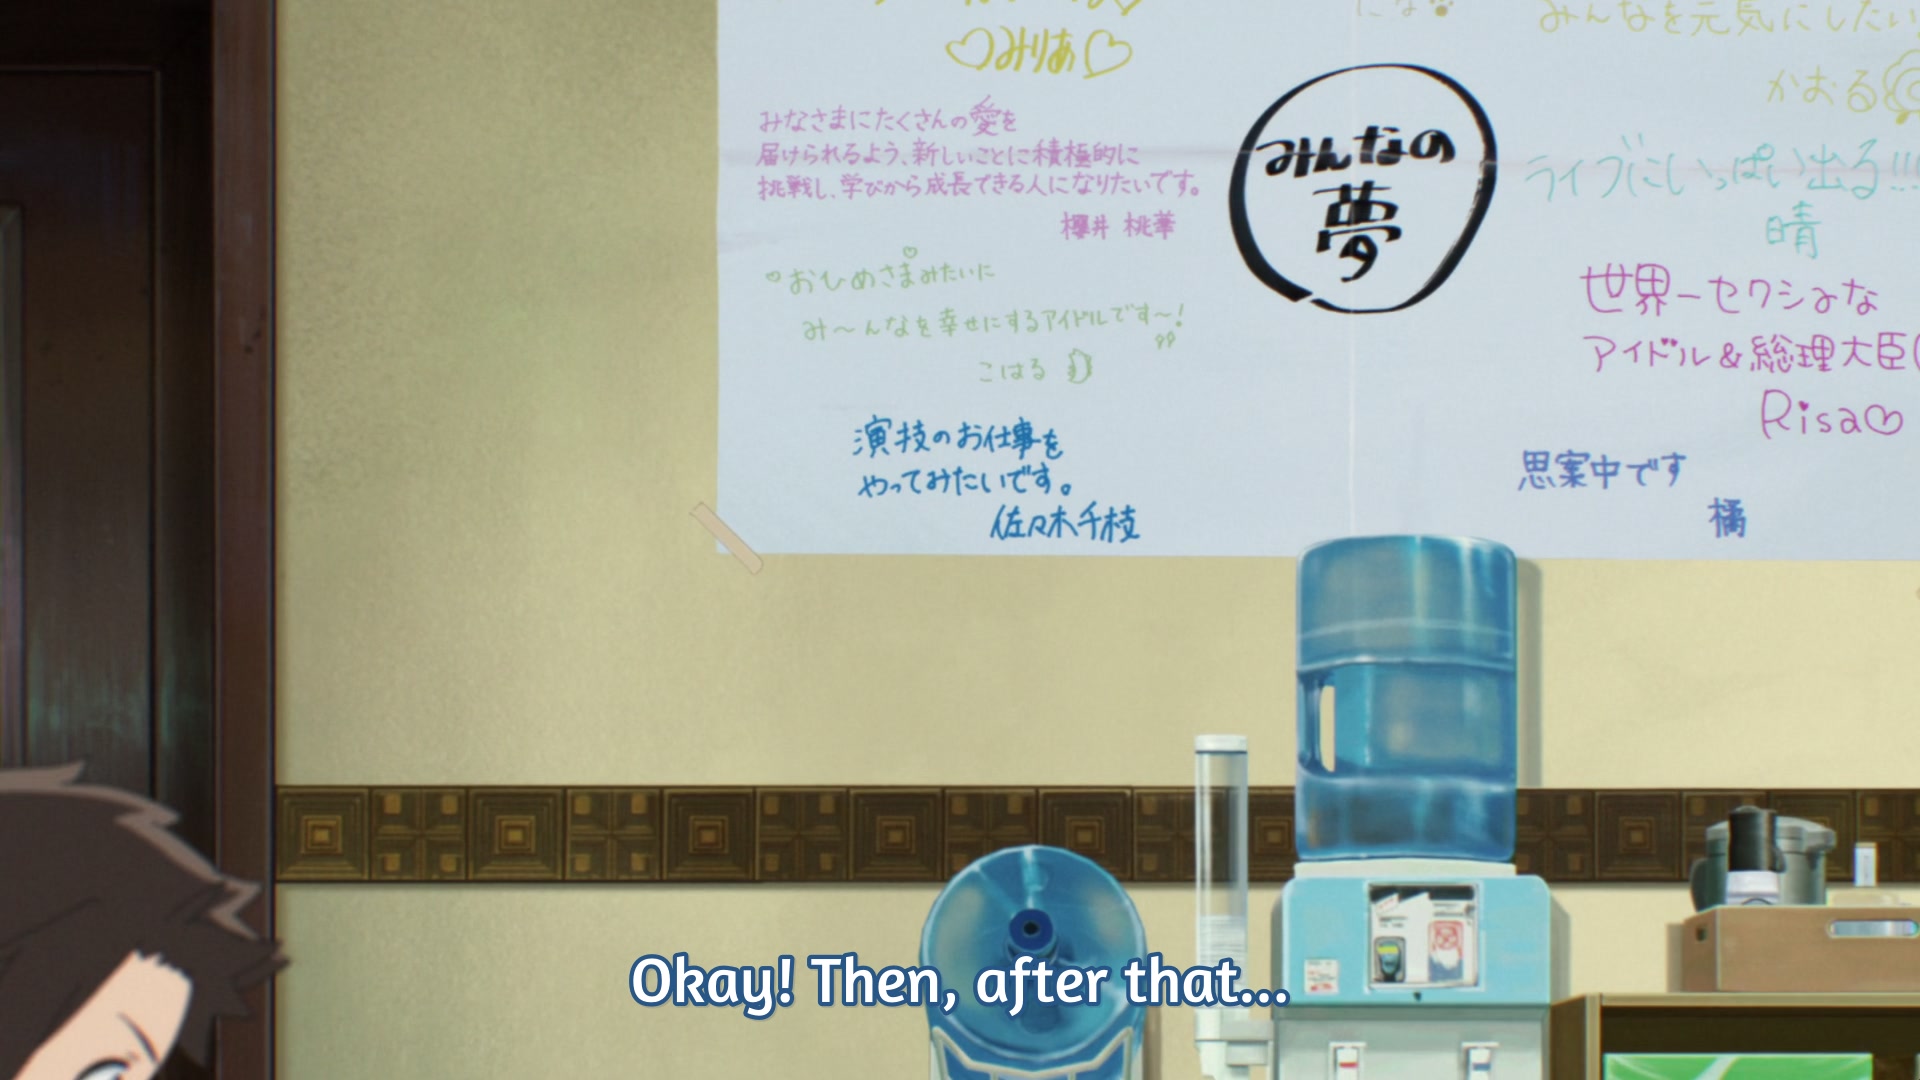 ♡みりあ♡
みなさまにたくさんの愛を
届けられるよう、新しいことに積極的に
挑戦し、学びから成長できる人になりたいです。
櫻井 桃華
♡おひめさまみたいに
み〜んなを幸せにするアイドルです〜!
こはる
演技のお仕事を
やってみたいです。
佐々木千枝
みんなの
夢
みんなを元気にしたい
かおる
ライブにいっぱい出る!!!
晴
世界一セクシーな
アイドル&総理大臣
Risa♡
思案中です
橘
Okay! Then, after that...